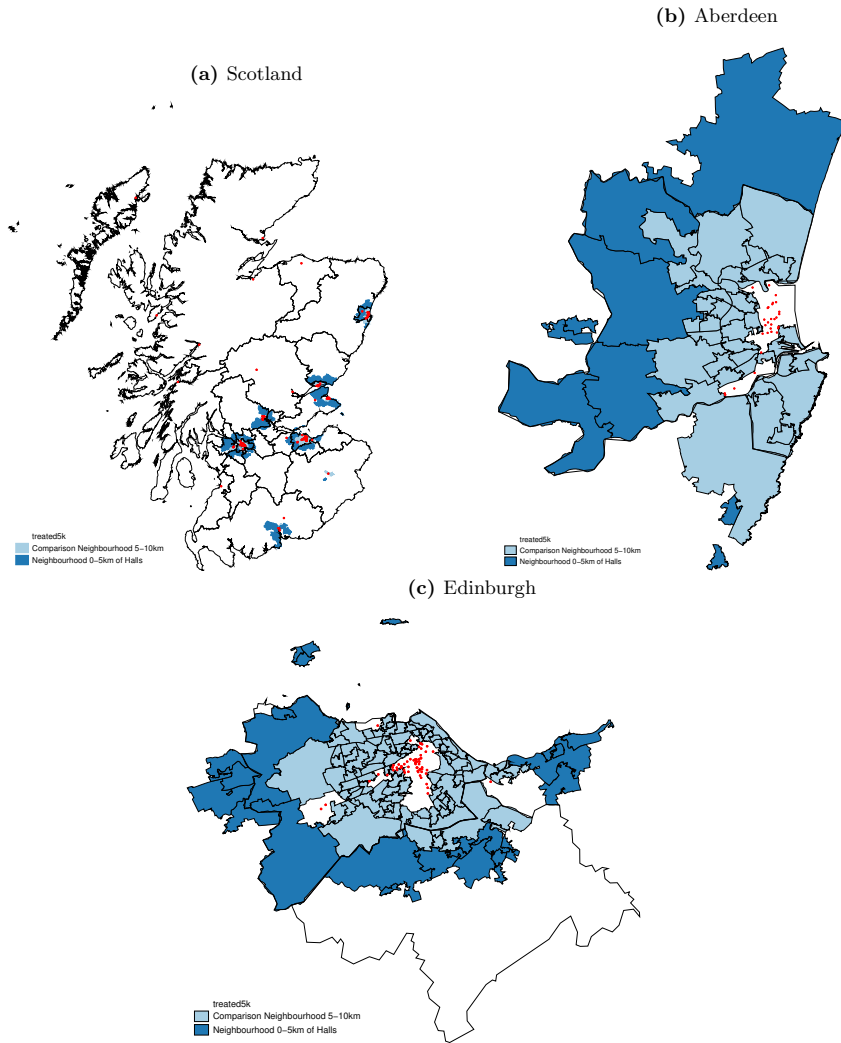 (b) Aberdeen
(a) Scotland
treated5k
Comparison Neighbourhood 5−10km
Neighbourhood 0−5km of Halls
treated5k
Comparison Neighbourhood 5−10km
Neighbourhood 0−5km of Halls
(c) Edinburgh
treated5k
Comparison Neighbourhood 5−10km
Neighbourhood 0−5km of Halls